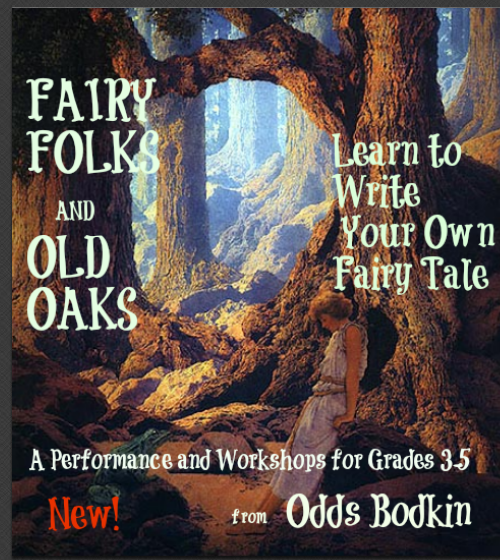 FAIRY
FOLKS
AND
OLD
OAKS
Learn to
Write
Your Own
Fairy Tale
A Performance and Workshops for Grades 3-5
New!
from Odds Bodkin